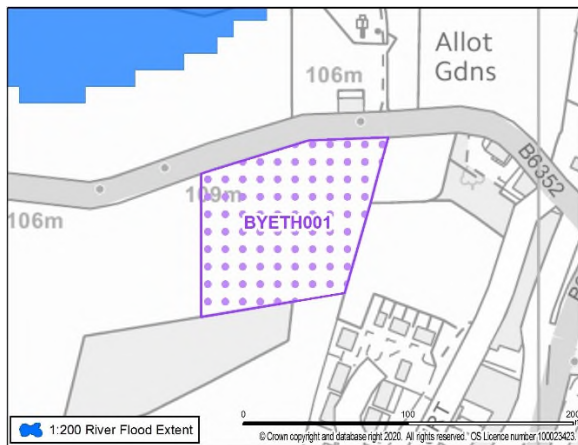 Allot
Gdns
106m
B6352
109m
106m
BYETH001
1:200 River Flood Extent
0
100
200
© Crown copyright and database right 2020. All rights reserved. OS Licence number 100023423